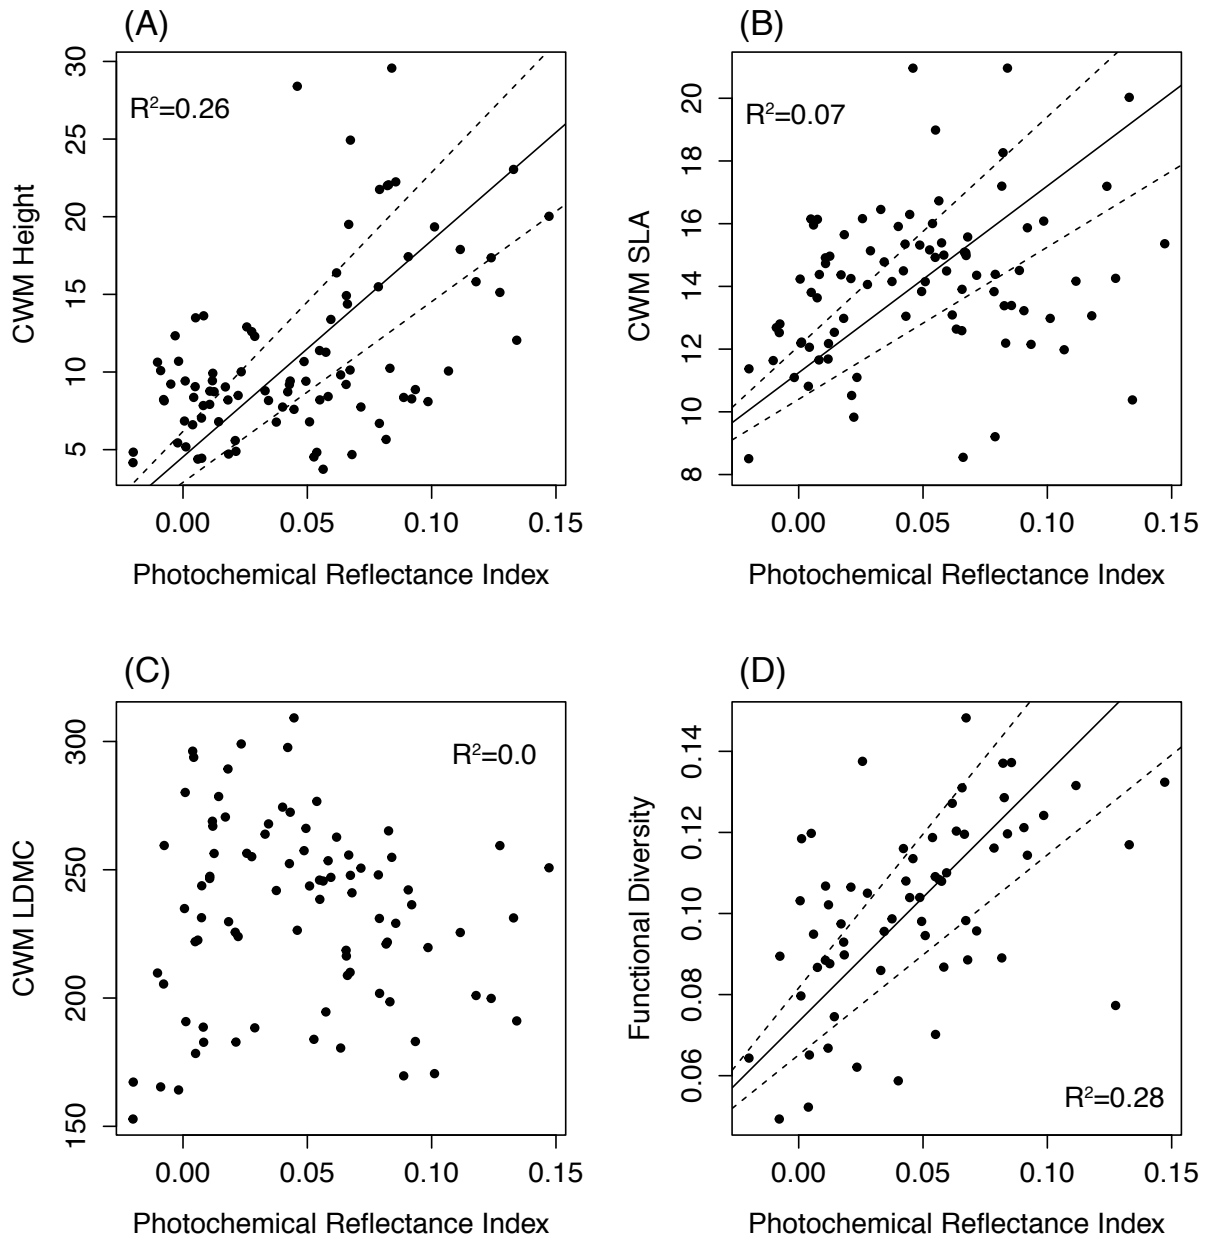 (A)
R²=0.26
CWM Height
5 10 15 20 25 30
0.00 0.05 0.10 0.15
Photochemical Reflectance Index
(B)
R²=0.07
CWM SLA
8 10 12 14 16 18 20
0.00 0.05 0.10 0.15
Photochemical Reflectance Index
(C)
R²=0.0
CWM LDMC
150 200 250 300
0.00 0.05 0.10 0.15
Photochemical Reflectance Index
(D)
R²=0.28
Functional Diversity
0.06 0.08 0.10 0.12 0.14
0.00 0.05 0.10 0.15
Photochemical Reflectance Index